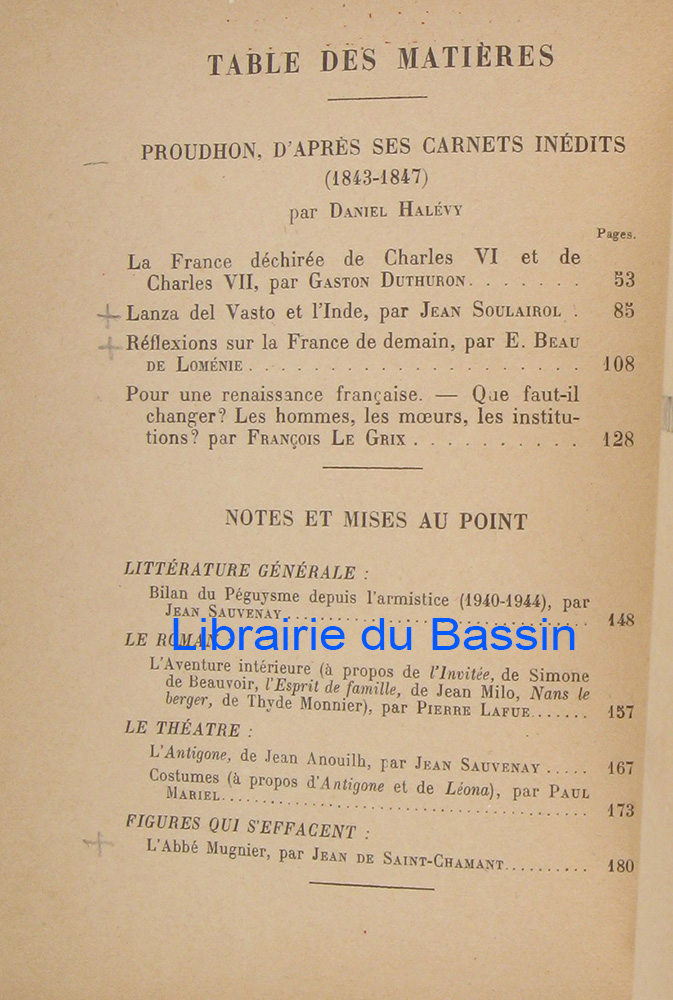 TABLE DES MATIÈRES
PROUDHON, D'APRÈS SES CARNETS INÉDITS
(1843-1847)
par DANIEL HALÉVY
Pages.
La France déchirée de Charles VI et de
Charles VII, par GASTON DUTHURON. . . . . . . 53
Lanza del Vasto et l'Inde, par JEAN SOULAIROL . 85
Réflexions sur la France de demain, par E. BEAU
DE LOMÉNIE . . . . . . . . . . . . . . . . . . . 108
Pour une renaissance française. — Que faut-il
changer? Les hommes, les mœurs, les institu-
tions? par FRANÇOIS LE GRIX . . . . . . . . . . 128
NOTES ET MISES AU POINT
LITTÉRATURE GÉNÉRALE :
Bilan du Péguysme depuis l'armistice (1940-1944), par
JEAN SAUVENAY . . . . . . . . . . . . . . . . . . . . 148
LE ROMAN :
Librairie du Bassin
L'Aventure intérieure (à propos de l'Invitée, de Simone
de Beauvoir, l'Esprit de famille, de Jean Milo, Nans le
berger, de Thyde Monnier), par PIERRE LAFUE....... 157
LE THÉATRE :
L'Antigone, de Jean Anouilh, par JEAN SAUVENAY ..... 167
Costumes (à propos d'Antigone et de Léona), par PAUL
MARIEL........................................ 173
FIGURES QUI S'EFFACENT :
L'Abbé Mugnier, par JEAN DE SAINT-CHAMANT.......... 180